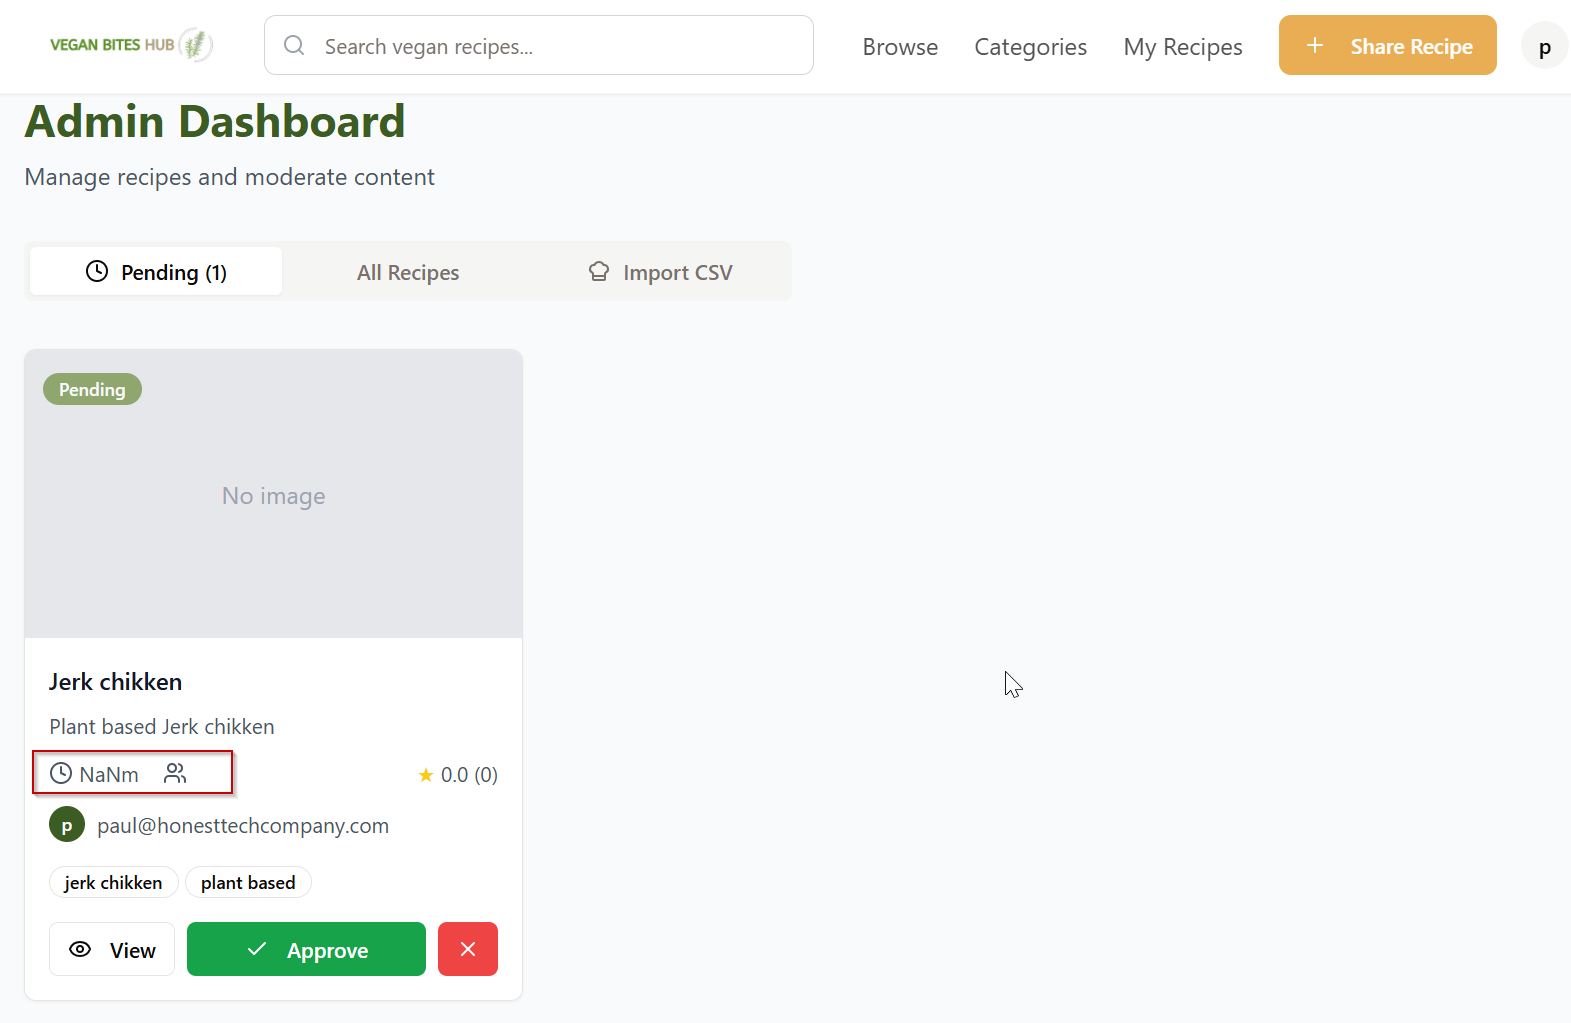 VEGAN BITES HUB
Search vegan recipes...
Browse
Categories
My Recipes
+ Share Recipe
p
Admin Dashboard
Manage recipes and moderate content
Pending (1)
All Recipes
Import CSV
Pending
No image
Jerk chikken
Plant based Jerk chikken
NaNm
★ 0.0 (0)
p
paul@honesttechcompany.com
jerk chikken
plant based
View
Approve